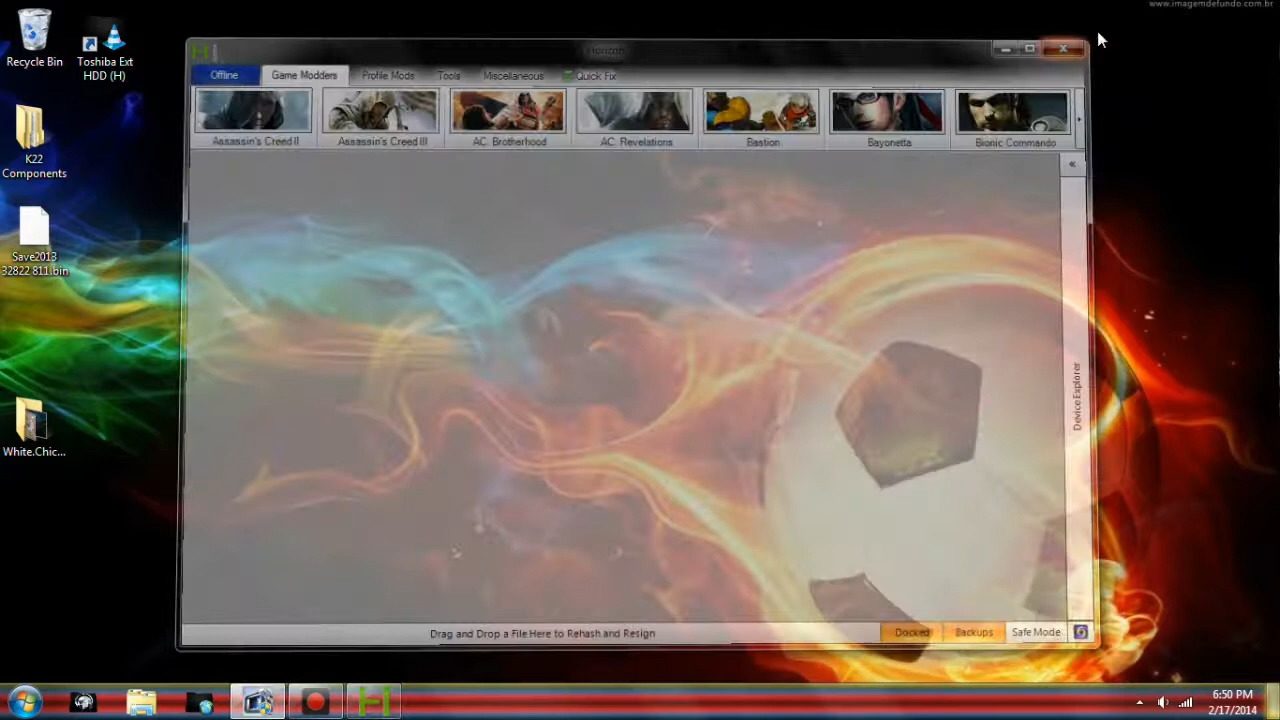 www.imagemdefundo.com.br
Recycle Bin
Toshiba Ext
HDD (H)
K22
Components
Save2013
32822 811.bin
White.Chic...
Horizon
Offline
Game Modders
Profile Mods
Tools
Miscellaneous
Quick Fix
Assassin's Creed II
Assassin's Creed III
AC Brotherhood
AC Revelations
Bastion
Bayonetta
Bionic Commando
«
Device Explorer
Drag and Drop a File Here to Rehash and Resign
Docked
Backups
Safe Mode
6:50 PM
2/17/2014